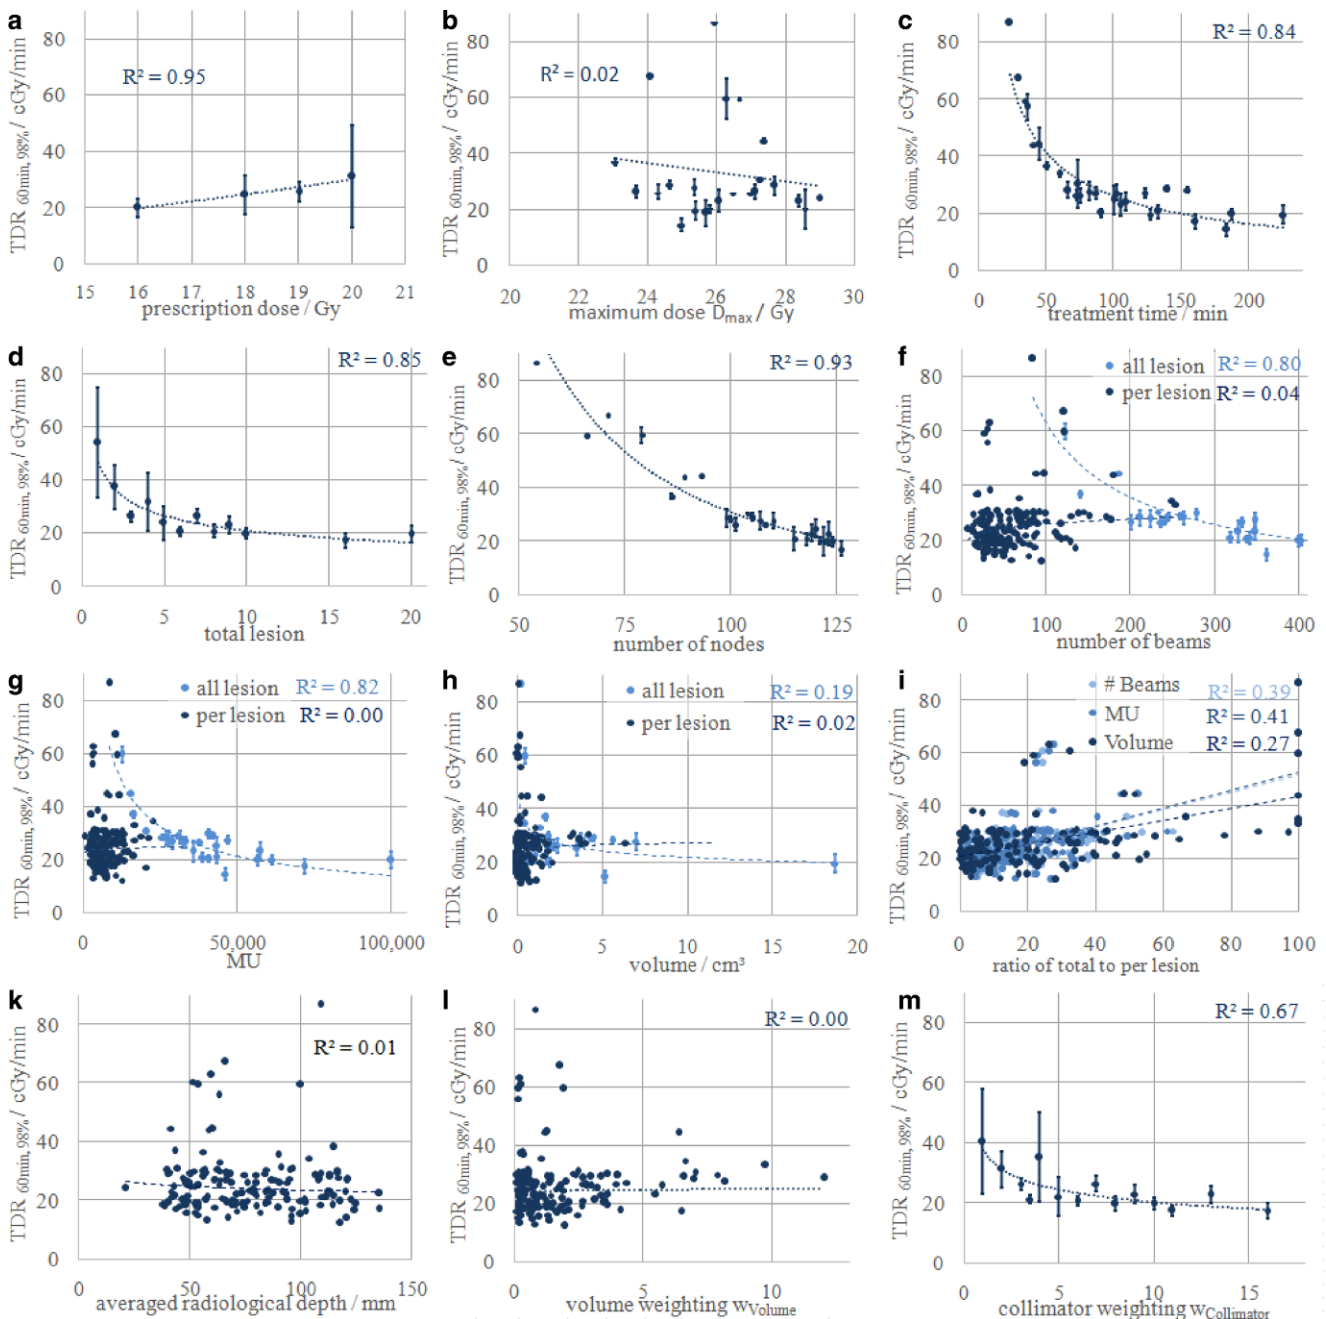 a
TDR 60min, 98% / cGy/min
80
60
40
20
0
R² = 0.95
15 16 17 18 19 20 21
prescription dose / Gy
b
TDR 60min, 98% / cGy/min
80
60
40
20
0
R² = 0.02
20 22 24 26 28 30
maximum dose Dmax / Gy
c
TDR 60min, 98% / cGy/min
80
60
40
20
0
R² = 0.84
0 50 100 150 200
treatment time / min
d
TDR 60min, 98% / cGy/min
80
60
40
20
0
R² = 0.85
0 5 10 15 20
total lesion
e
TDR 60min, 98% / cGy/min
80
60
40
20
0
R² = 0.93
50 75 100 125
number of nodes
f
TDR 60min, 98% / cGy/min
80
60
40
20
0
all lesion R² = 0.80
per lesion R² = 0.04
0 100 200 300 400
number of beams
g
TDR 60min, 98% / cGy/min
80
60
40
20
0
all lesion R² = 0.82
per lesion R² = 0.00
0 50,000 100,000
MU
h
TDR 60min, 98% / cGy/min
80
60
40
20
0
all lesion R² = 0.19
per lesion R² = 0.02
0 5 10 15 20
volume / cm³
i
TDR 60min, 98% / cGy/min
80
60
40
20
0
# Beams R² = 0.39
MU R² = 0.41
Volume R² = 0.27
0 20 40 60 80 100
ratio of total to per lesion
k
TDR 60min, 98% / cGy/min
80
60
40
20
0
R² = 0.01
0 50 100 150
averaged radiological depth / mm
l
TDR 60min, 98% / cGy/min
80
60
40
20
0
R² = 0.00
0 5 10
volume weighting wVolume
m
TDR 60min, 98% / cGy/min
80
60
40
20
0
R² = 0.67
0 5 10 15
collimator weighting wCollimator